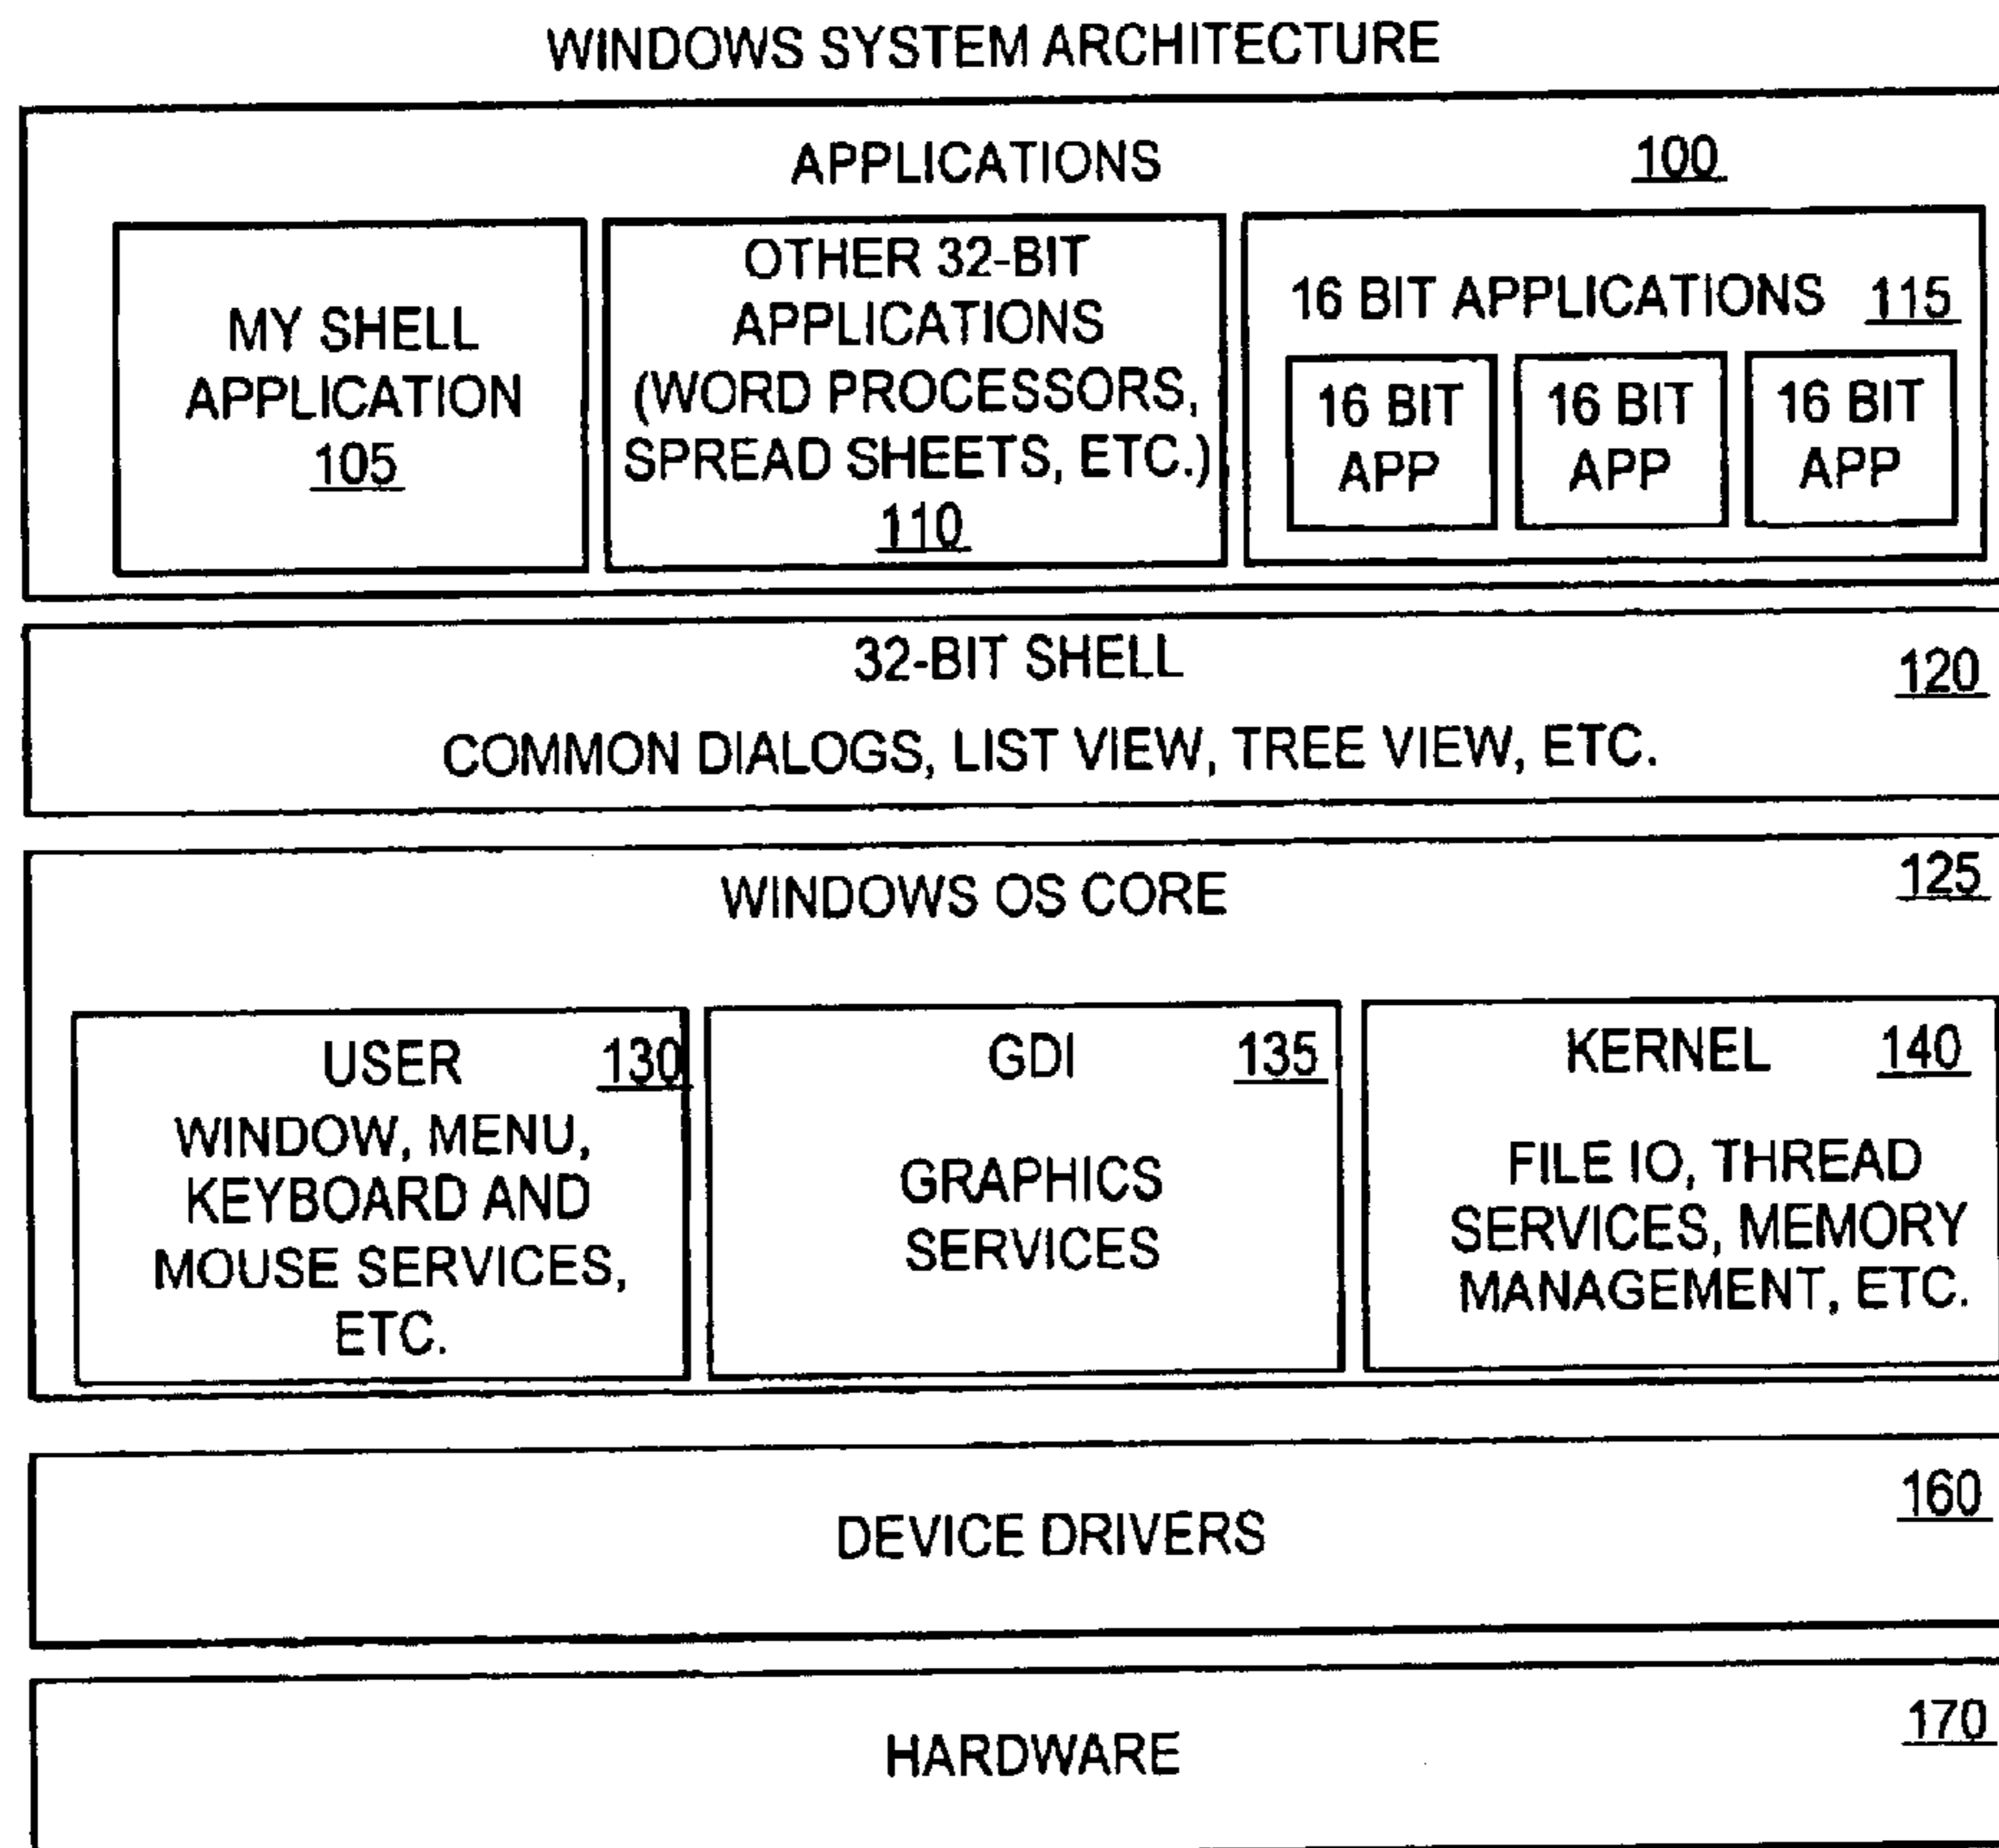 WINDOWS SYSTEM ARCHITECTURE
APPLICATIONS 100
MY SHELL
APPLICATION
105
OTHER 32-BIT
APPLICATIONS
(WORD PROCESSORS,
SPREAD SHEETS, ETC.)
110
16 BIT APPLICATIONS 115
16 BIT
APP
16 BIT
APP
16 BIT
APP
32-BIT SHELL 120
COMMON DIALOGS, LIST VIEW, TREE VIEW, ETC.
WINDOWS OS CORE 125
USER 130
WINDOW, MENU,
KEYBOARD AND
MOUSE SERVICES,
ETC.
GDI 135
GRAPHICS
SERVICES
KERNEL 140
FILE IO, THREAD
SERVICES, MEMORY
MANAGEMENT, ETC.
DEVICE DRIVERS 160
HARDWARE 170